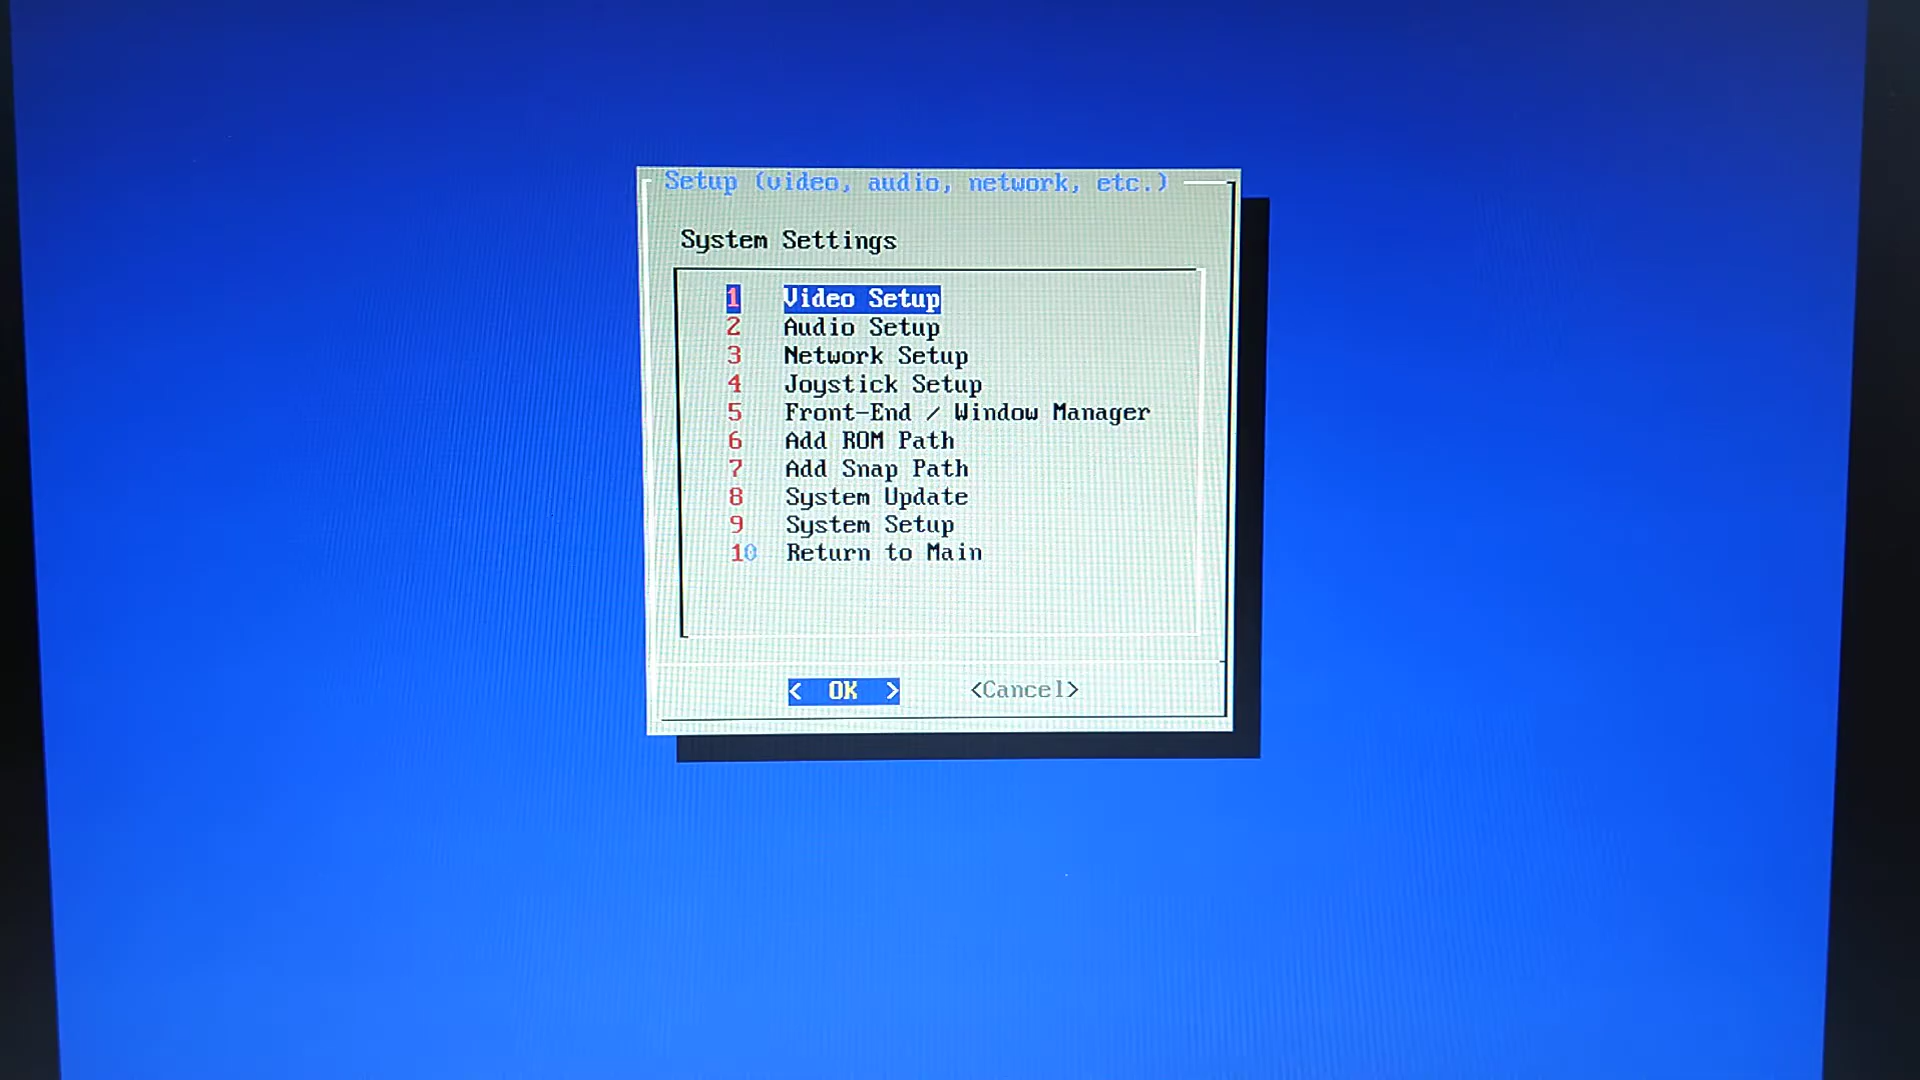 Setup (video, audio, network, etc.)
System Settings
1 Video Setup
2 Audio Setup
3 Network Setup
4 Joystick Setup
5 Front-End / Window Manager
6 Add ROM Path
7 Add Snap Path
8 System Update
9 System Setup
10 Return to Main
< OK > <Cancel>